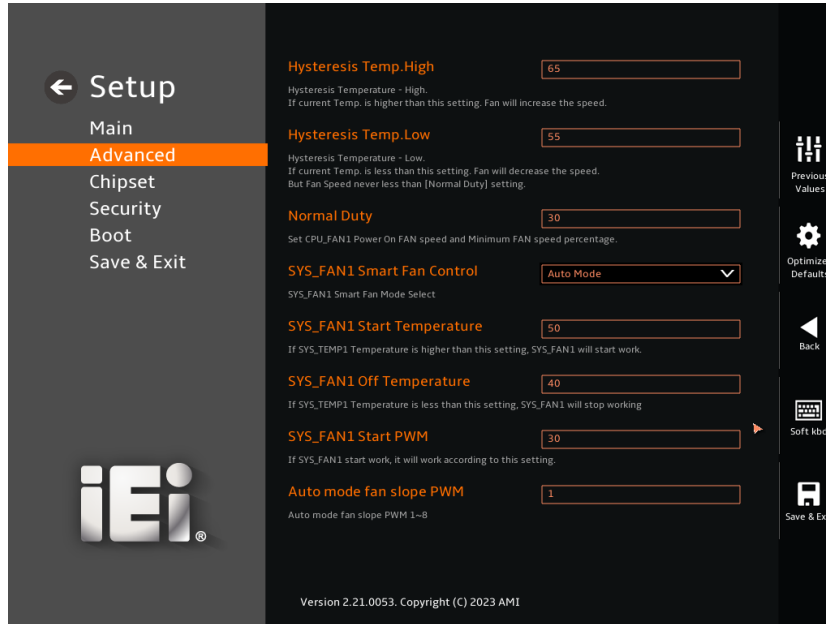 Setup
Main
Advanced
Chipset
Security
Boot
Save & Exit
iEi ®
Hysteresis Temp.High
65
Hysteresis Temperature - High.
If current Temp. is higher than this setting. Fan will increase the speed.
Hysteresis Temp.Low
55
Hysteresis Temperature - Low.
If current Temp. is less than this setting. Fan will decrease the speed.
But Fan Speed never less than [Normal Duty] setting.
Normal Duty
30
Set CPU_FAN1 Power On FAN speed and Minimum FAN speed percentage.
SYS_FAN1 Smart Fan Control
Auto Mode
SYS_FAN1 Smart Fan Mode Select
SYS_FAN1 Start Temperature
50
If SYS_TEMP1 Temperature is higher than this setting, SYS_FAN1 will start work.
SYS_FAN1 Off Temperature
40
If SYS_TEMP1 Temperature is less than this setting, SYS_FAN1 will stop working
SYS_FAN1 Start PWM
30
If SYS_FAN1 start work, it will work according to this setting.
Auto mode fan slope PWM
1
Auto mode fan slope PWM 1~8
Version 2.21.0053. Copyright (C) 2023 AMI
Previous
Values
Optimize
Defaults
Back
Soft kbd
Save & Ex